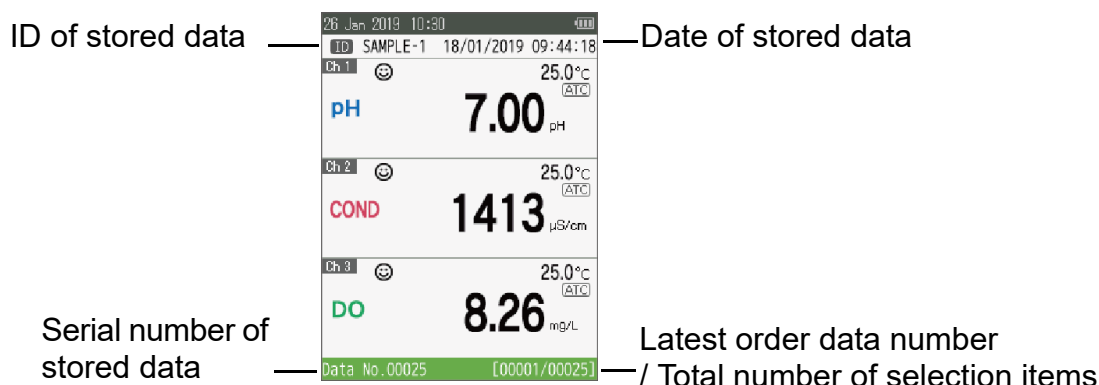 26 Jan 2019 10:30
ID of stored data
ID SAMPLE-1 18/01/2019 09:44:18
Date of stored data
Ch 1 25.0°C
ATC
pH 7.00 pH
Ch 2 25.0°C
ATC
COND 1413 µS/cm
Ch 3 25.0°C
ATC
DO 8.26 mg/L
Serial number of
stored data
Data No.00025 [00001/00025]
Latest order data number
/ Total number of selection items